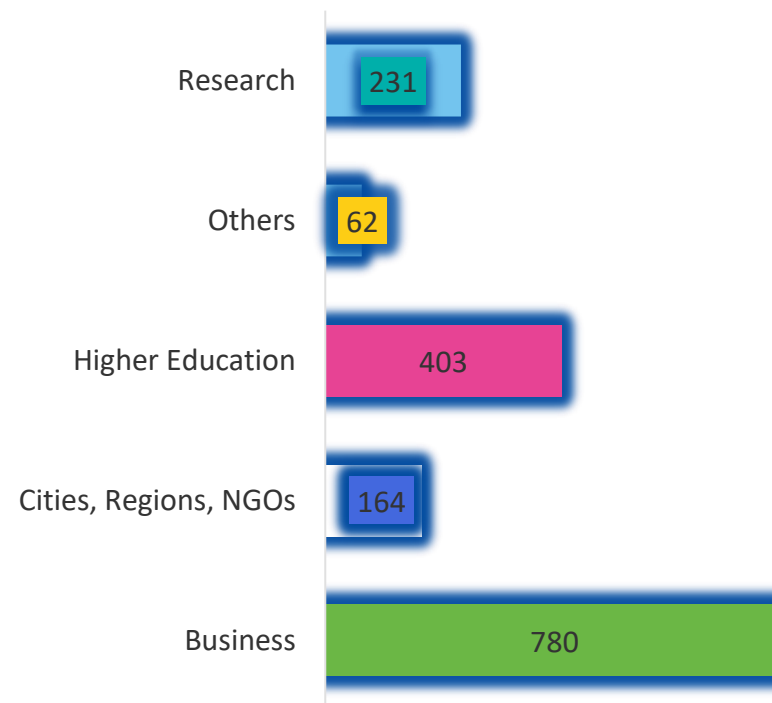 Research 231
Others 62
Higher Education 403
Cities, Regions, NGOs 164
Business 780